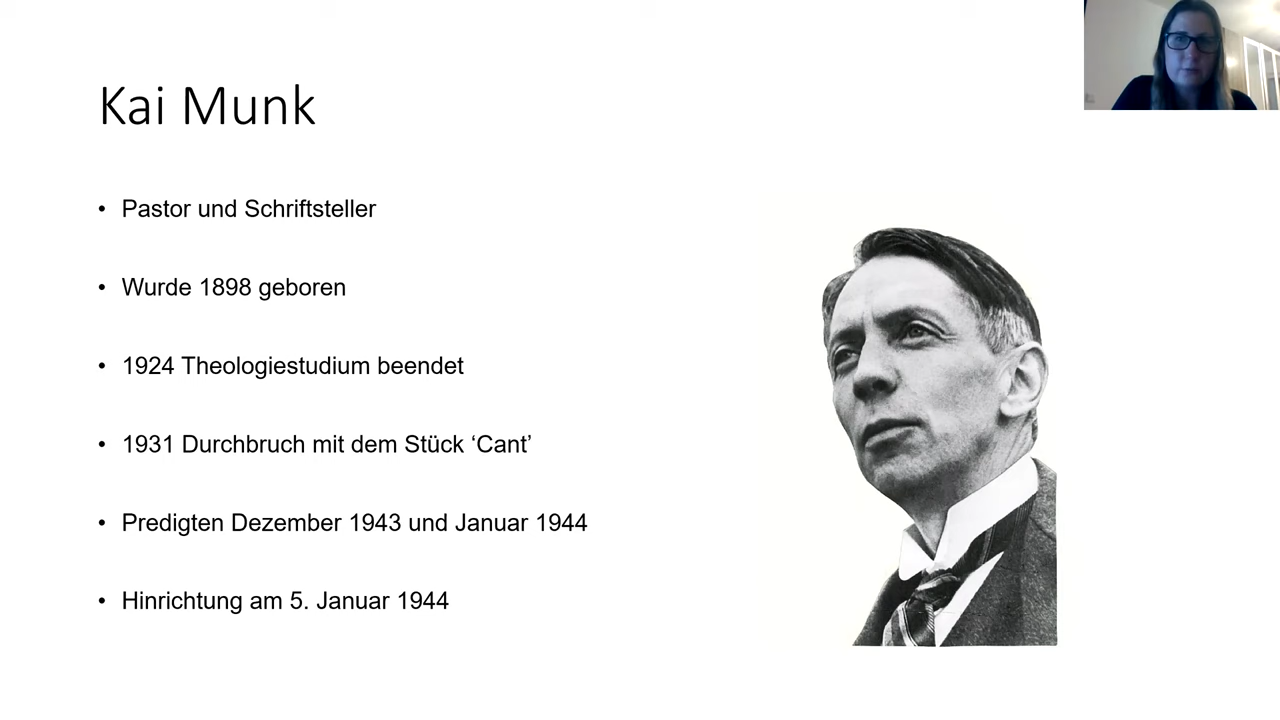 Kai Munk
• Pastor und Schriftsteller
• Wurde 1898 geboren
• 1924 Theologiestudium beendet
• 1931 Durchbruch mit dem Stück ‘Cant’
• Predigten Dezember 1943 und Januar 1944
• Hinrichtung am 5. Januar 1944